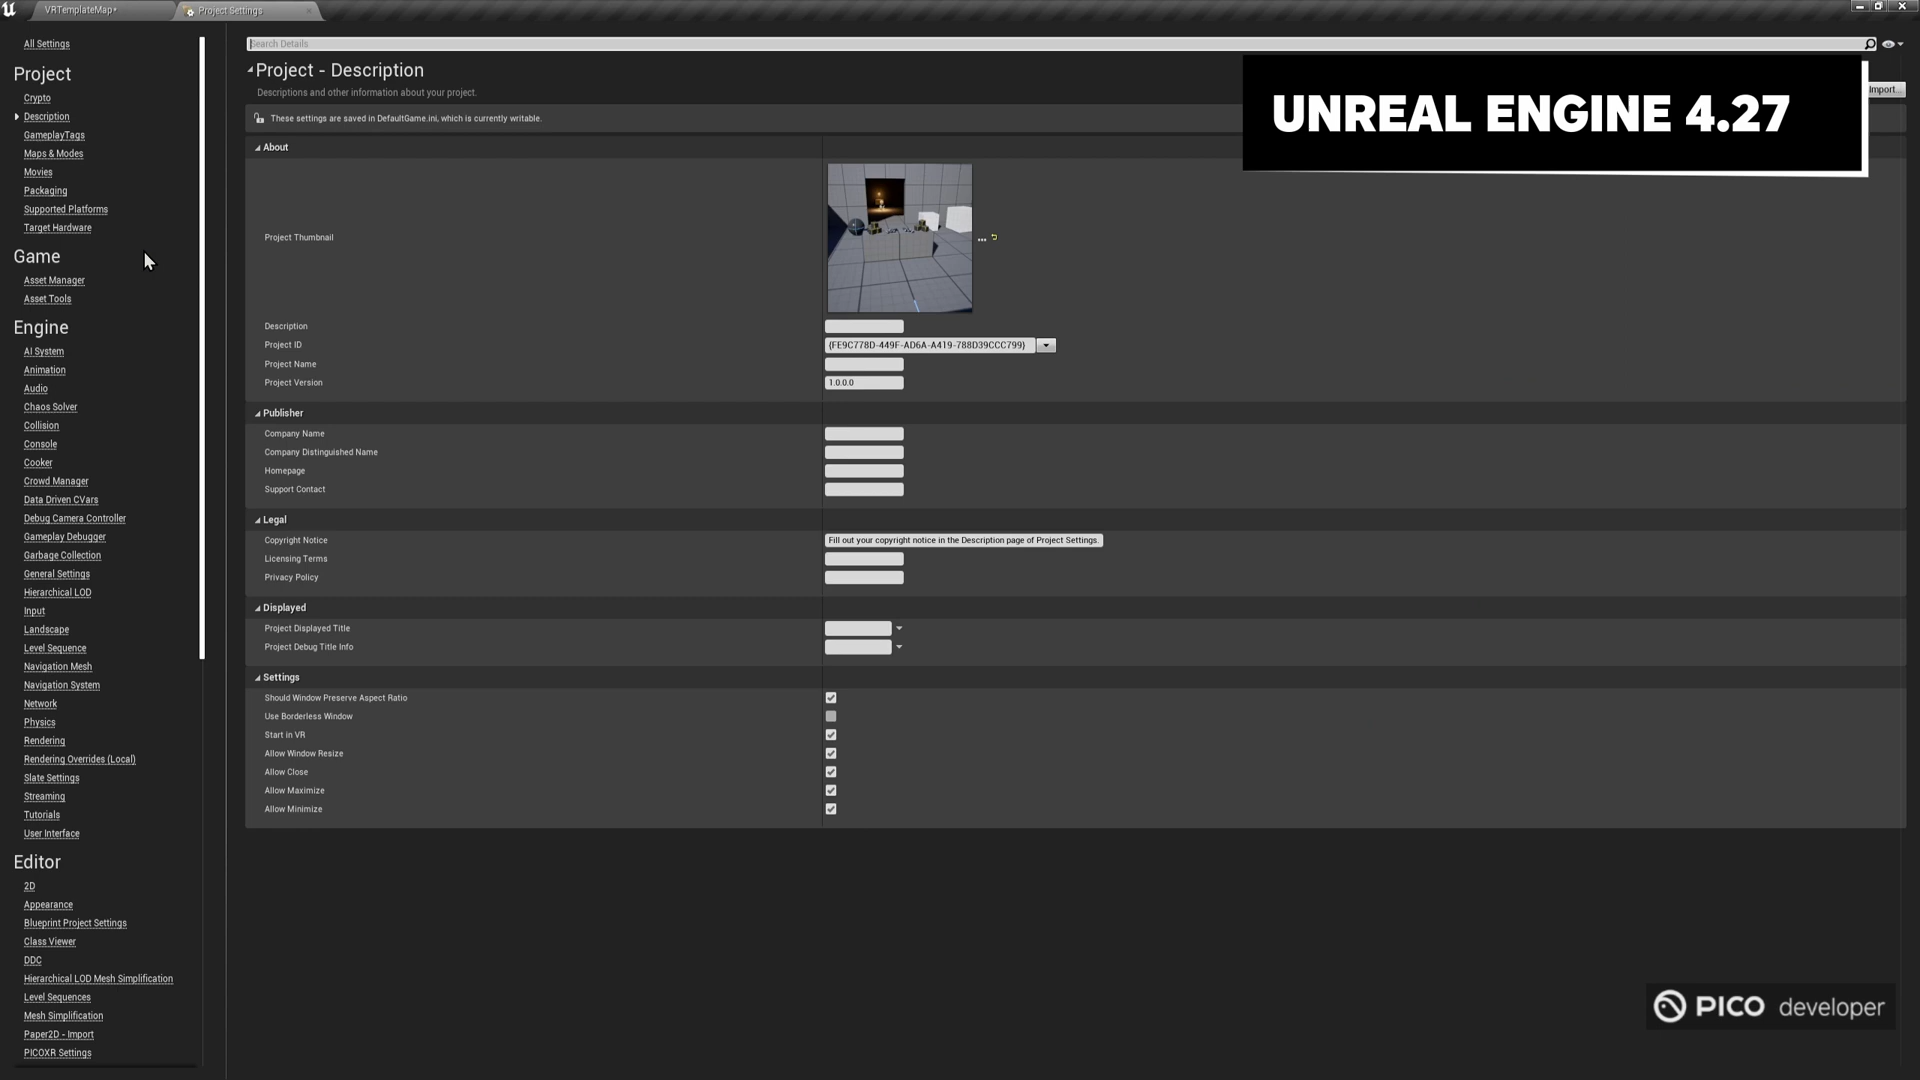 VRTemplateMap*
Project Settings
All Settings
Project
Crypto
Description
GameplayTags
Maps & Modes
Movies
Packaging
Supported Platforms
Target Hardware
Game
Asset Manager
Asset Tools
Engine
AI System
Animation
Audio
Chaos Solver
Collision
Console
Cooker
Crowd Manager
Data Driven CVars
Debug Camera Controller
Gameplay Debugger
Garbage Collection
General Settings
Hierarchical LOD
Input
Landscape
Level Sequence
Navigation Mesh
Navigation System
Network
Physics
Rendering
Rendering Overrides (Local)
Slate Settings
Streaming
Tutorials
User Interface
Editor
2D
Appearance
Blueprint Project Settings
Class Viewer
DDC
Hierarchical LOD Mesh Simplification
Level Sequences
Mesh Simplification
Paper2D - Import
PICOXR Settings
Search Details
Project - Description
Descriptions and other information about your project.
Import...
UNREAL ENGINE 4.27
These settings are saved in DefaultGame.ini, which is currently writable.
About
Project Thumbnail
Description
Project ID {FE9C778D-449F-AD6A-A419-788D39CCC799}
Project Name
Project Version 1.0.0.0
Publisher
Company Name
Company Distinguished Name
Homepage
Support Contact
Legal
Copyright Notice Fill out your copyright notice in the Description page of Project Settings.
Licensing Terms
Privacy Policy
Displayed
Project Displayed Title
Project Debug Title Info
Settings
Should Window Preserve Aspect Ratio
Use Borderless Window
Start in VR
Allow Window Resize
Allow Close
Allow Maximize
Allow Minimize
PICO developer